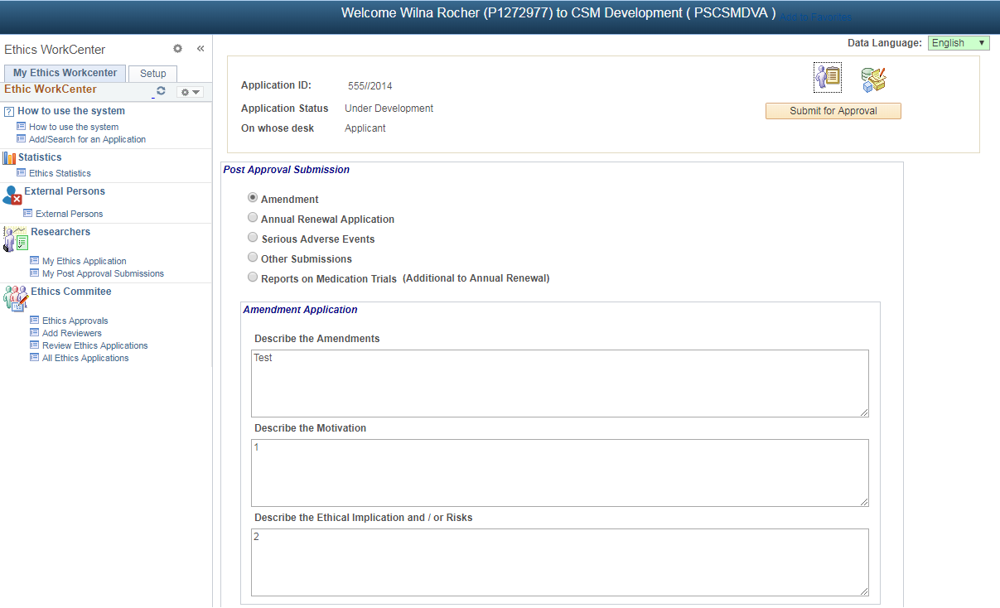 Welcome Wilna Rocher (P1272977) to CSM Development ( PSCSMDVA )
Add to Favorites
Ethics WorkCenter
«
Data Language:
English
My Ethics Workcenter
Setup
Ethic WorkCenter
? How to use the system
How to use the system
Add/Search for an Application
Statistics
Ethics Statistics
External Persons
External Persons
Researchers
My Ethics Application
My Post Approval Submissions
Ethics Commitee
Ethics Approvals
Add Reviewers
Review Ethics Applications
All Ethics Applications
Application ID: 555//2014
Application Status Under Development
On whose desk Applicant
Submit for Approval
Post Approval Submission
Amendment
Annual Renewal Application
Serious Adverse Events
Other Submissions
Reports on Medication Trials (Additional to Annual Renewal)
Amendment Application
Describe the Amendments
Test
Describe the Motivation
1
Describe the Ethical Implication and / or Risks
2